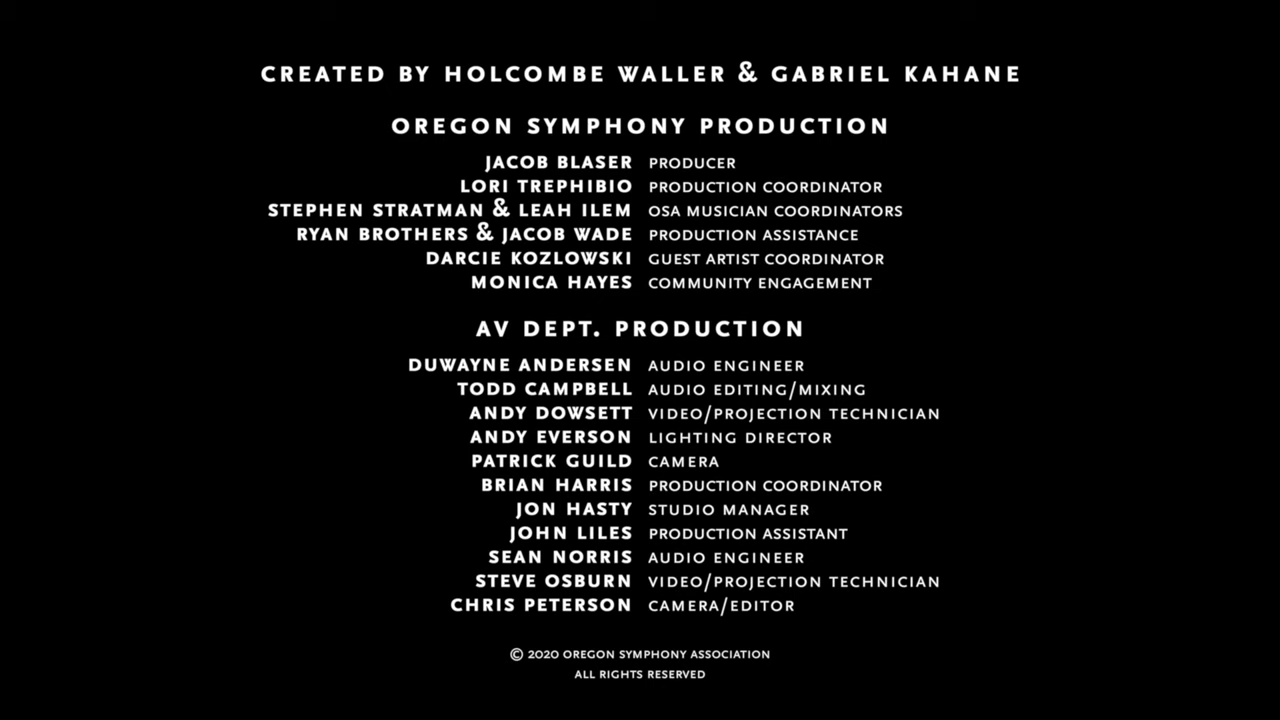 CREATED BY HOLCOMBE WALLER & GABRIEL KAHANE
OREGON SYMPHONY PRODUCTION
JACOB BLASER PRODUCER
LORI TREPHIBIO PRODUCTION COORDINATOR
STEPHEN STRATMAN & LEAH ILEM OSA MUSICIAN COORDINATORS
RYAN BROTHERS & JACOB WADE PRODUCTION ASSISTANCE
DARCIE KOZLOWSKI GUEST ARTIST COORDINATOR
MONICA HAYES COMMUNITY ENGAGEMENT
AV DEPT. PRODUCTION
DUWAYNE ANDERSEN AUDIO ENGINEER
TODD CAMPBELL AUDIO EDITING/MIXING
ANDY DOWSETT VIDEO/PROJECTION TECHNICIAN
ANDY EVERSON LIGHTING DIRECTOR
PATRICK GUILD CAMERA
BRIAN HARRIS PRODUCTION COORDINATOR
JON HASTY STUDIO MANAGER
JOHN LILES PRODUCTION ASSISTANT
SEAN NORRIS AUDIO ENGINEER
STEVE OSBURN VIDEO/PROJECTION TECHNICIAN
CHRIS PETERSON CAMERA/EDITOR
© 2020 OREGON SYMPHONY ASSOCIATION
ALL RIGHTS RESERVED